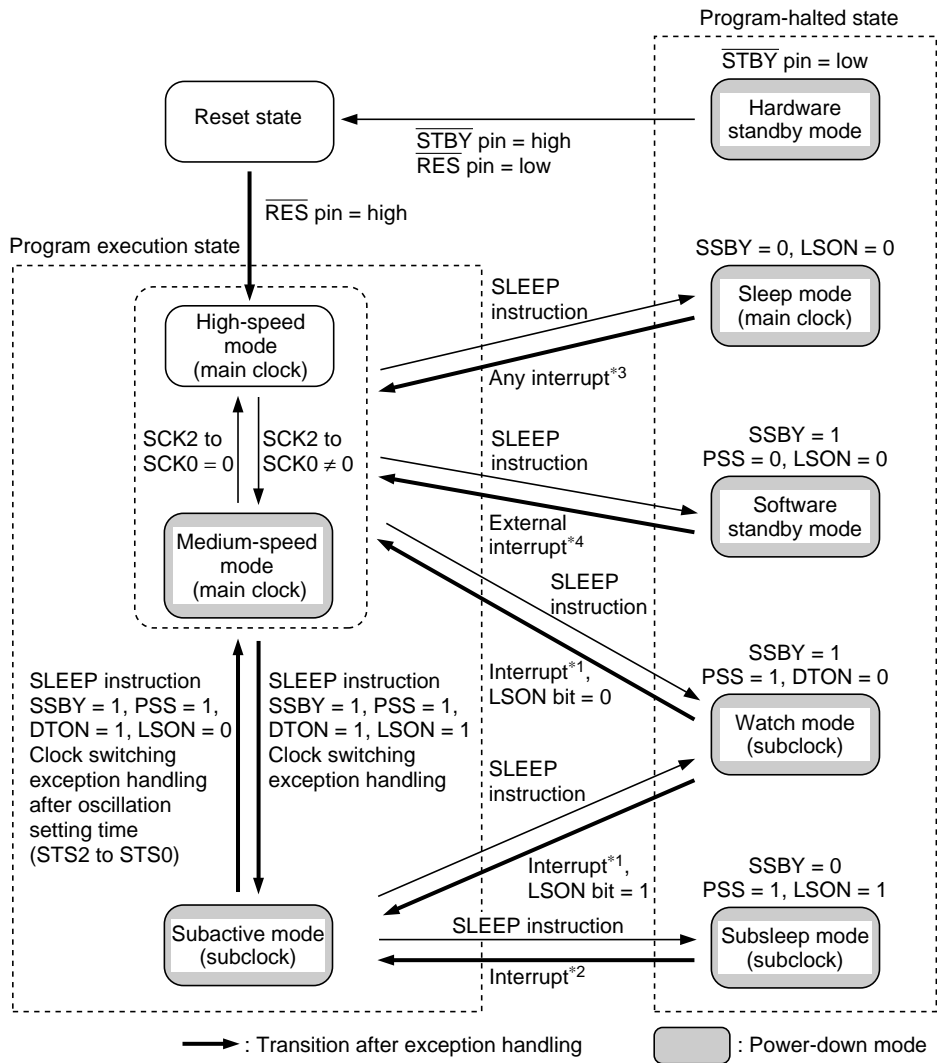 Program-halted state
STBY pin = low
Hardware
standby mode
Reset state
STBY pin = high
RES pin = low
RES pin = high
Program execution state
SSBY = 0, LSON = 0
Sleep mode
(main clock)
SLEEP
instruction
Any interrupt*3
High-speed
mode
(main clock)
SCK2 to
SCK0 = 0
SCK2 to
SCK0 ≠ 0
Medium-speed
mode
(main clock)
SLEEP
instruction
External
interrupt*4
SSBY = 1
PSS = 0, LSON = 0
Software
standby mode
SLEEP
instruction
Interrupt*1,
LSON bit = 0
SSBY = 1
PSS = 1, DTON = 0
Watch mode
(subclock)
SLEEP instruction
SSBY = 1, PSS = 1,
DTON = 1, LSON = 0
Clock switching
exception handling
after oscillation
setting time
(STS2 to STS0)
SLEEP instruction
SSBY = 1, PSS = 1,
DTON = 1, LSON = 1
Clock switching
exception handling
SLEEP
instruction
Interrupt*1,
LSON bit = 1
SSBY = 0
PSS = 1, LSON = 1
Subsleep mode
(subclock)
Subactive mode
(subclock)
SLEEP instruction
Interrupt*2
: Transition after exception handling
: Power-down mode